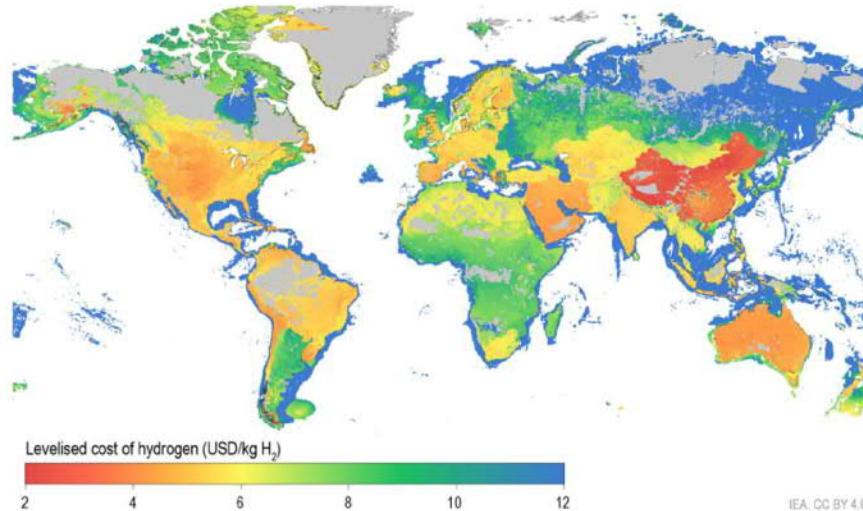 Levelised cost of hydrogen (USD/kg H₂)
2 4 6 8 10 12
IEA. CC BY 4.0